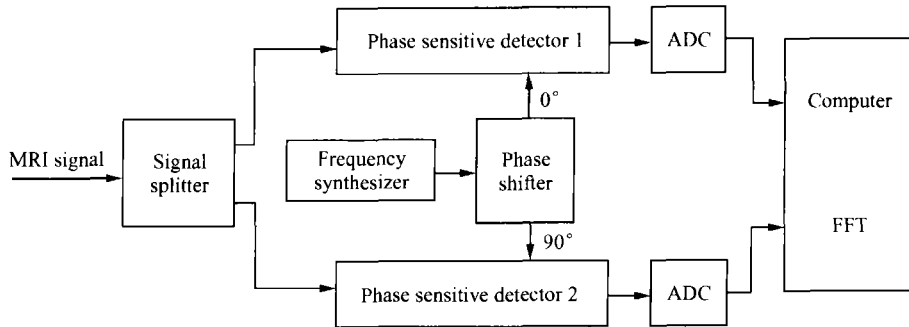 Phase sensitive detector 1
ADC
0°
Computer
MRI signal
Signal
splitter
Frequency
synthesizer
Phase
shifter
FFT
90°
Phase sensitive detector 2
ADC